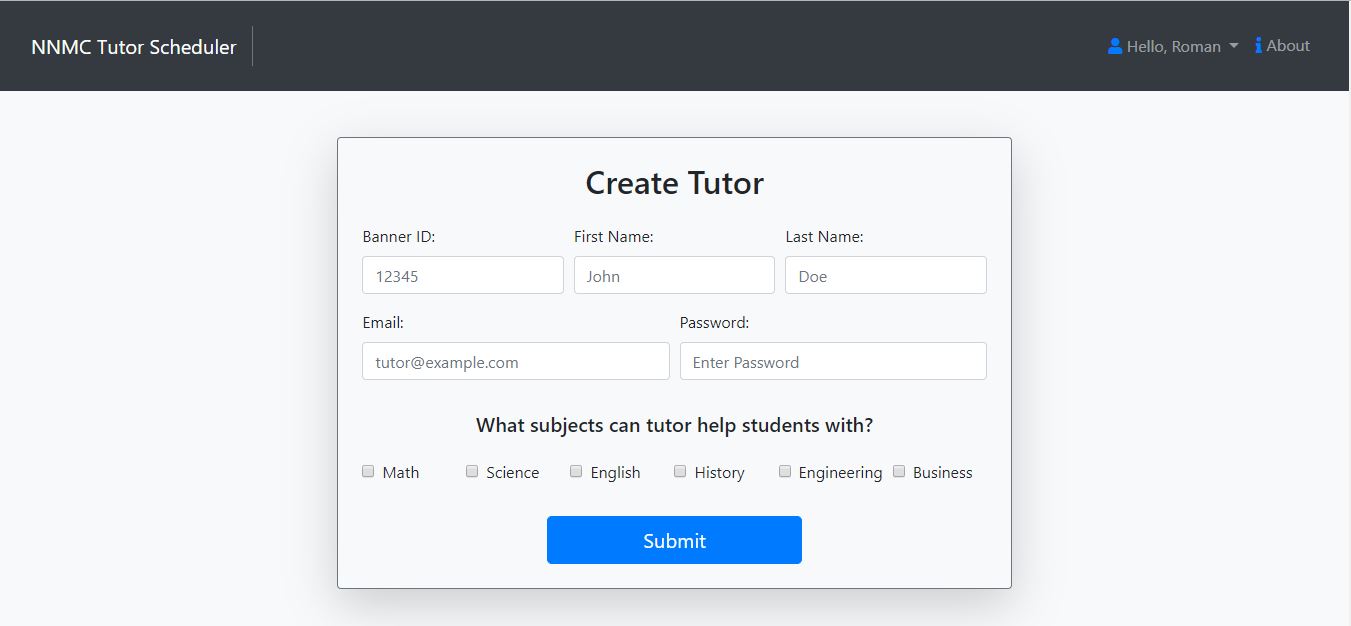 NNMC Tutor Scheduler
Hello, Roman
About
Create Tutor
Banner ID: First Name: Last Name:
12345 John Doe
Email: Password:
tutor@example.com Enter Password
What subjects can tutor help students with?
Math Science English History Engineering Business
Submit